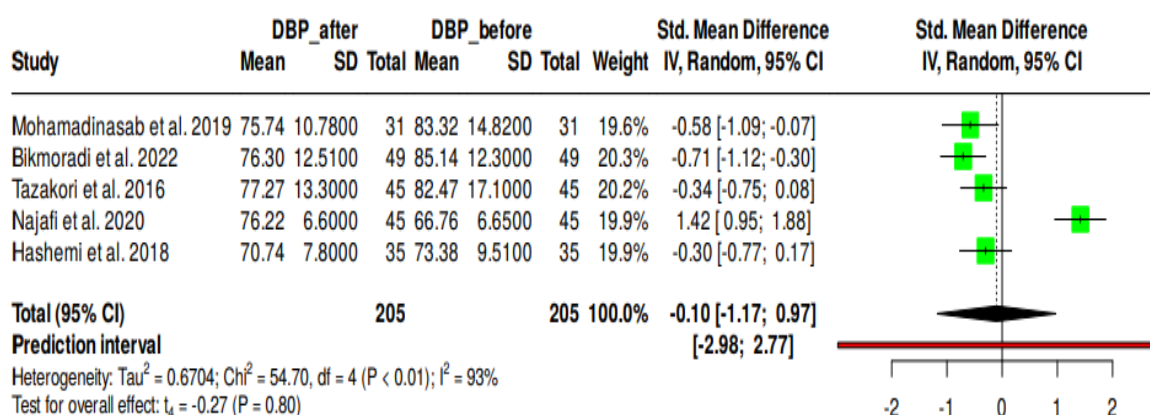 DBP_after DBP_before Std. Mean Difference Std. Mean Difference
Study Mean SD Total Mean SD Total Weight IV, Random, 95% CI IV, Random, 95% CI
Mohamadinasab et al. 2019 75.74 10.7800 31 83.32 14.8200 31 19.6% -0.58 [-1.09; -0.07]
Bikmoradi et al. 2022 76.30 12.5100 49 85.14 12.3000 49 20.3% -0.71 [-1.12; -0.30]
Tazakori et al. 2016 77.27 13.3000 45 82.47 17.1000 45 20.2% -0.34 [-0.75; 0.08]
Najafi et al. 2020 76.22 6.6000 45 66.76 6.6500 45 19.9% 1.42 [ 0.95; 1.88]
Hashemi et al. 2018 70.74 7.8000 35 73.38 9.5100 35 19.9% -0.30 [-0.77; 0.17]
Total (95% CI) 205 205 100.0% -0.10 [-1.17; 0.97]
Prediction interval [-2.98; 2.77]
Heterogeneity: Tau² = 0.6704; Chi² = 54.70, df = 4 (P < 0.01); I² = 93%
Test for overall effect: t₄ = -0.27 (P = 0.80)
-2 -1 0 1 2